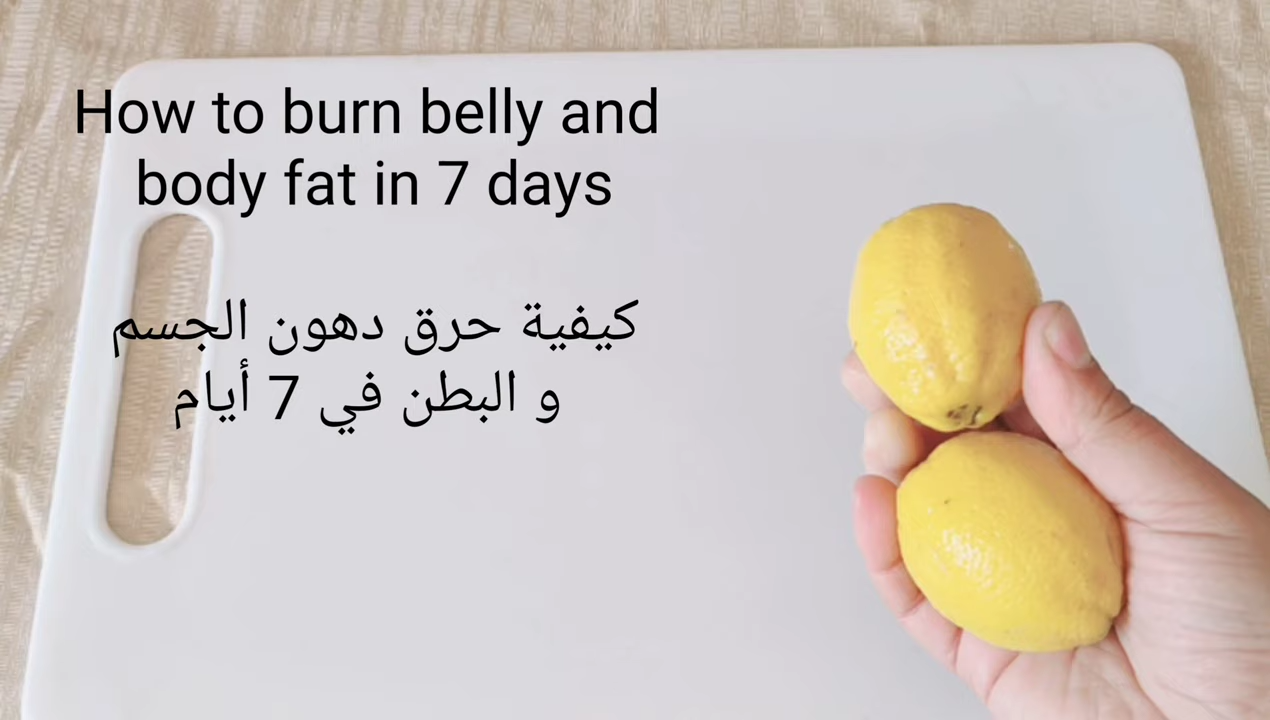 How to burn belly and
body fat in 7 days
كيفية حرق دهون الجسم
و البطن في 7 أيام